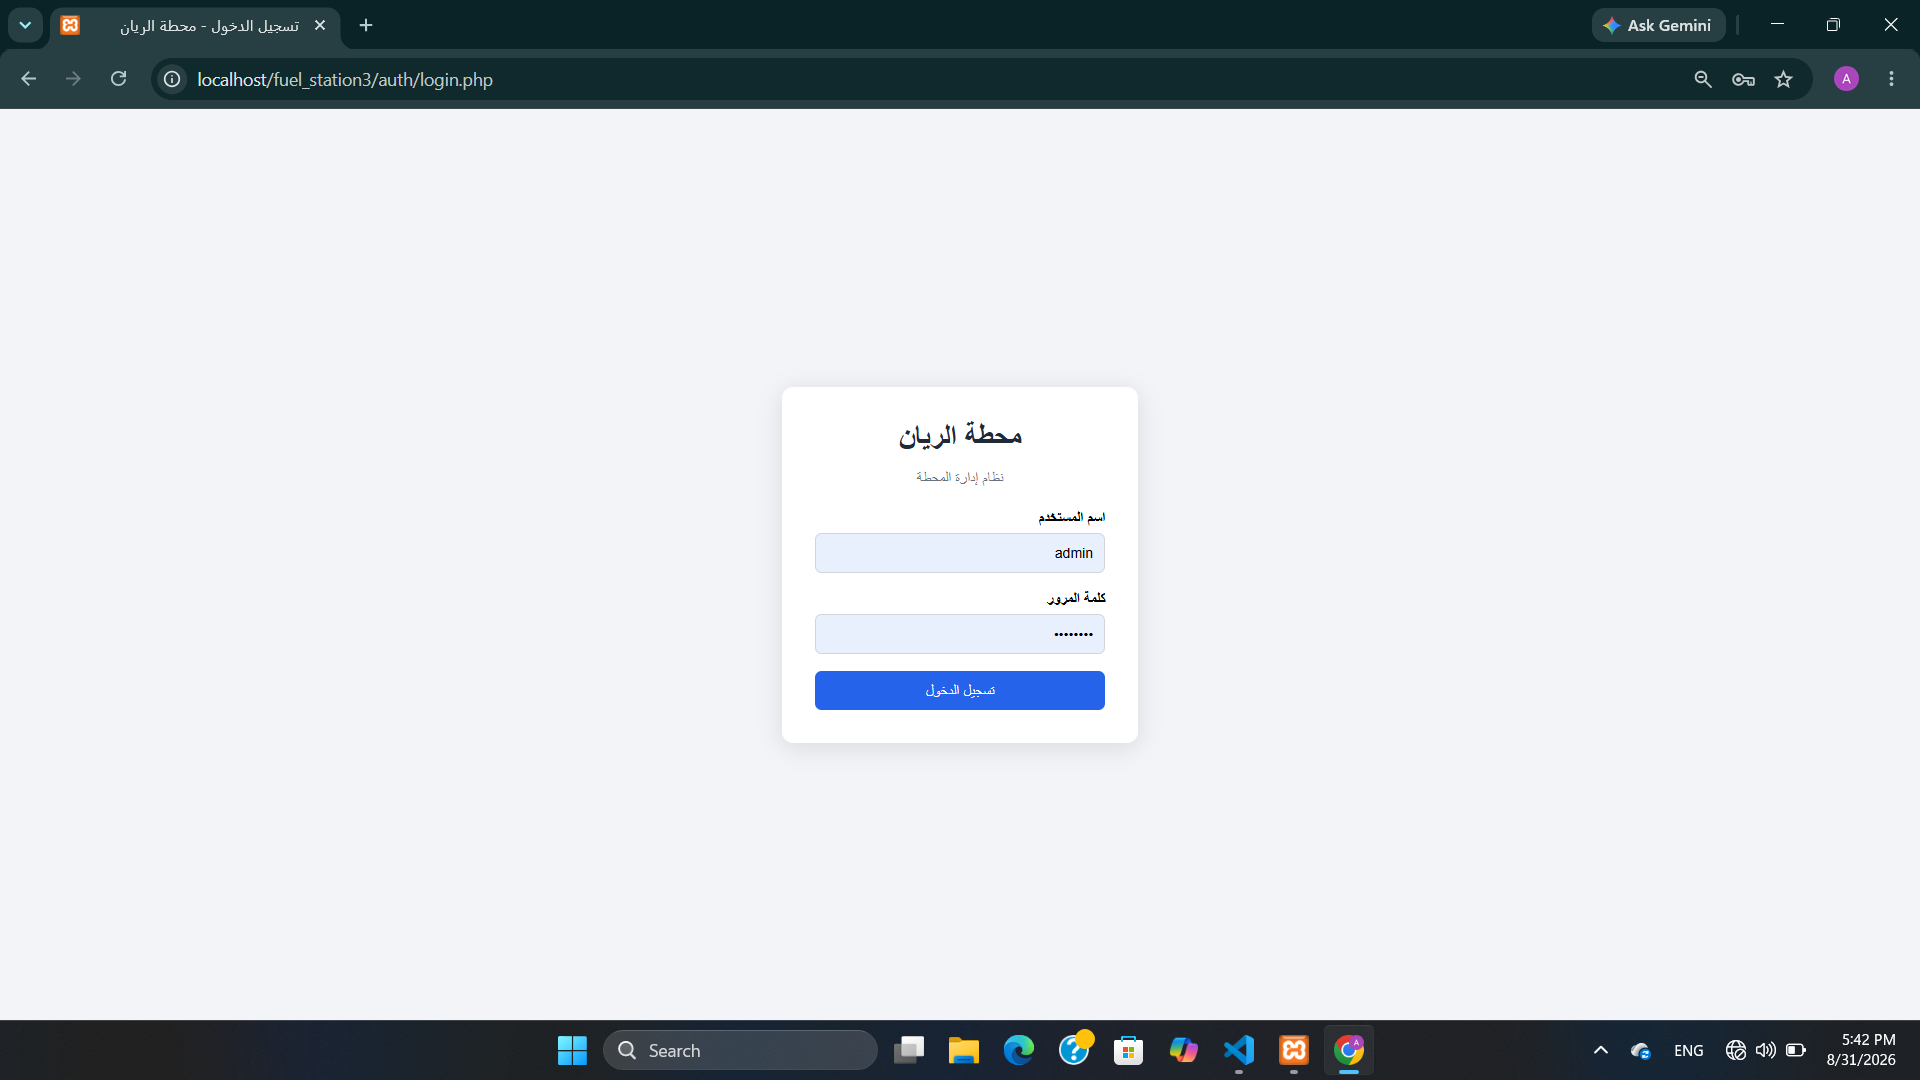 تسجيل الدخول - محطة الريان
Ask Gemini
localhost/fuel_station3/auth/login.php
A
محطة الريان
نظام إدارة المحطة
اسم المستخدم
admin
كلمة المرور
••••••••
تسجيل الدخول
Search
A
ENG
5:42 PM
8/31/2026